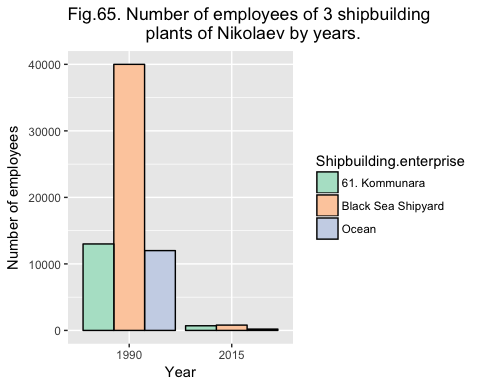 Fig.65. Number of employees of 3 shipbuilding
plants of Nikolaev by years.
Number of employees
40000
30000
20000
10000
0
1990
2015
Year
Shipbuilding.enterprise
61. Kommunara
Black Sea Shipyard
Ocean